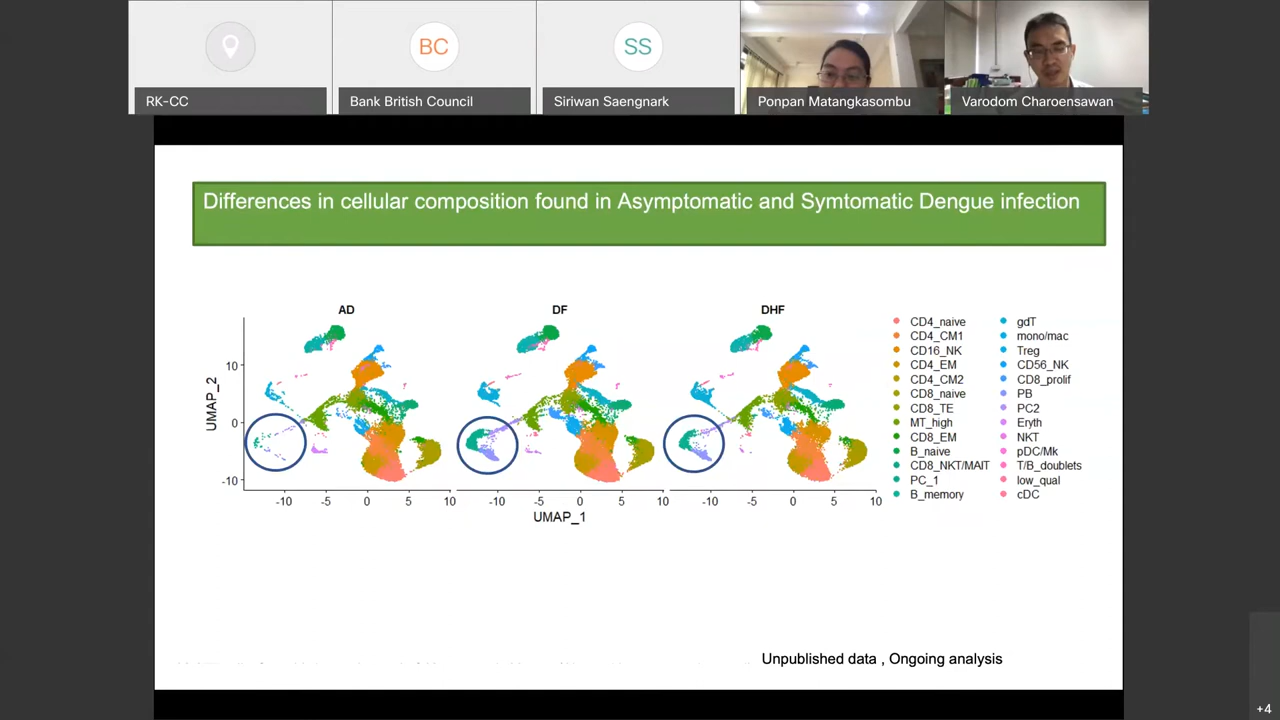 BC
SS
RK-CC
Bank British Council
Siriwan Saengnark
Ponpan Matangkasombu
Varodom Charoensawan
Differences in cellular composition found in Asymptomatic and Symtomatic Dengue infection
AD
DF
DHF
UMAP_2
10
0
-10
-10
-5
0
5
10
-10
-5
0
5
10
-10
-5
0
5
10
UMAP_1
CD4_naive
CD4_CM1
CD16_NK
CD4_EM
CD4_CM2
CD8_naive
CD8_TE
MT_high
CD8_EM
B_naive
CD8_NKT/MAIT
PC_1
B_memory
gdT
mono/mac
Treg
CD56_NK
CD8_prolif
PB
PC2
Eryth
NKT
pDC/Mk
T/B_doublets
low_qual
cDC
Unpublished data , Ongoing analysis
+4